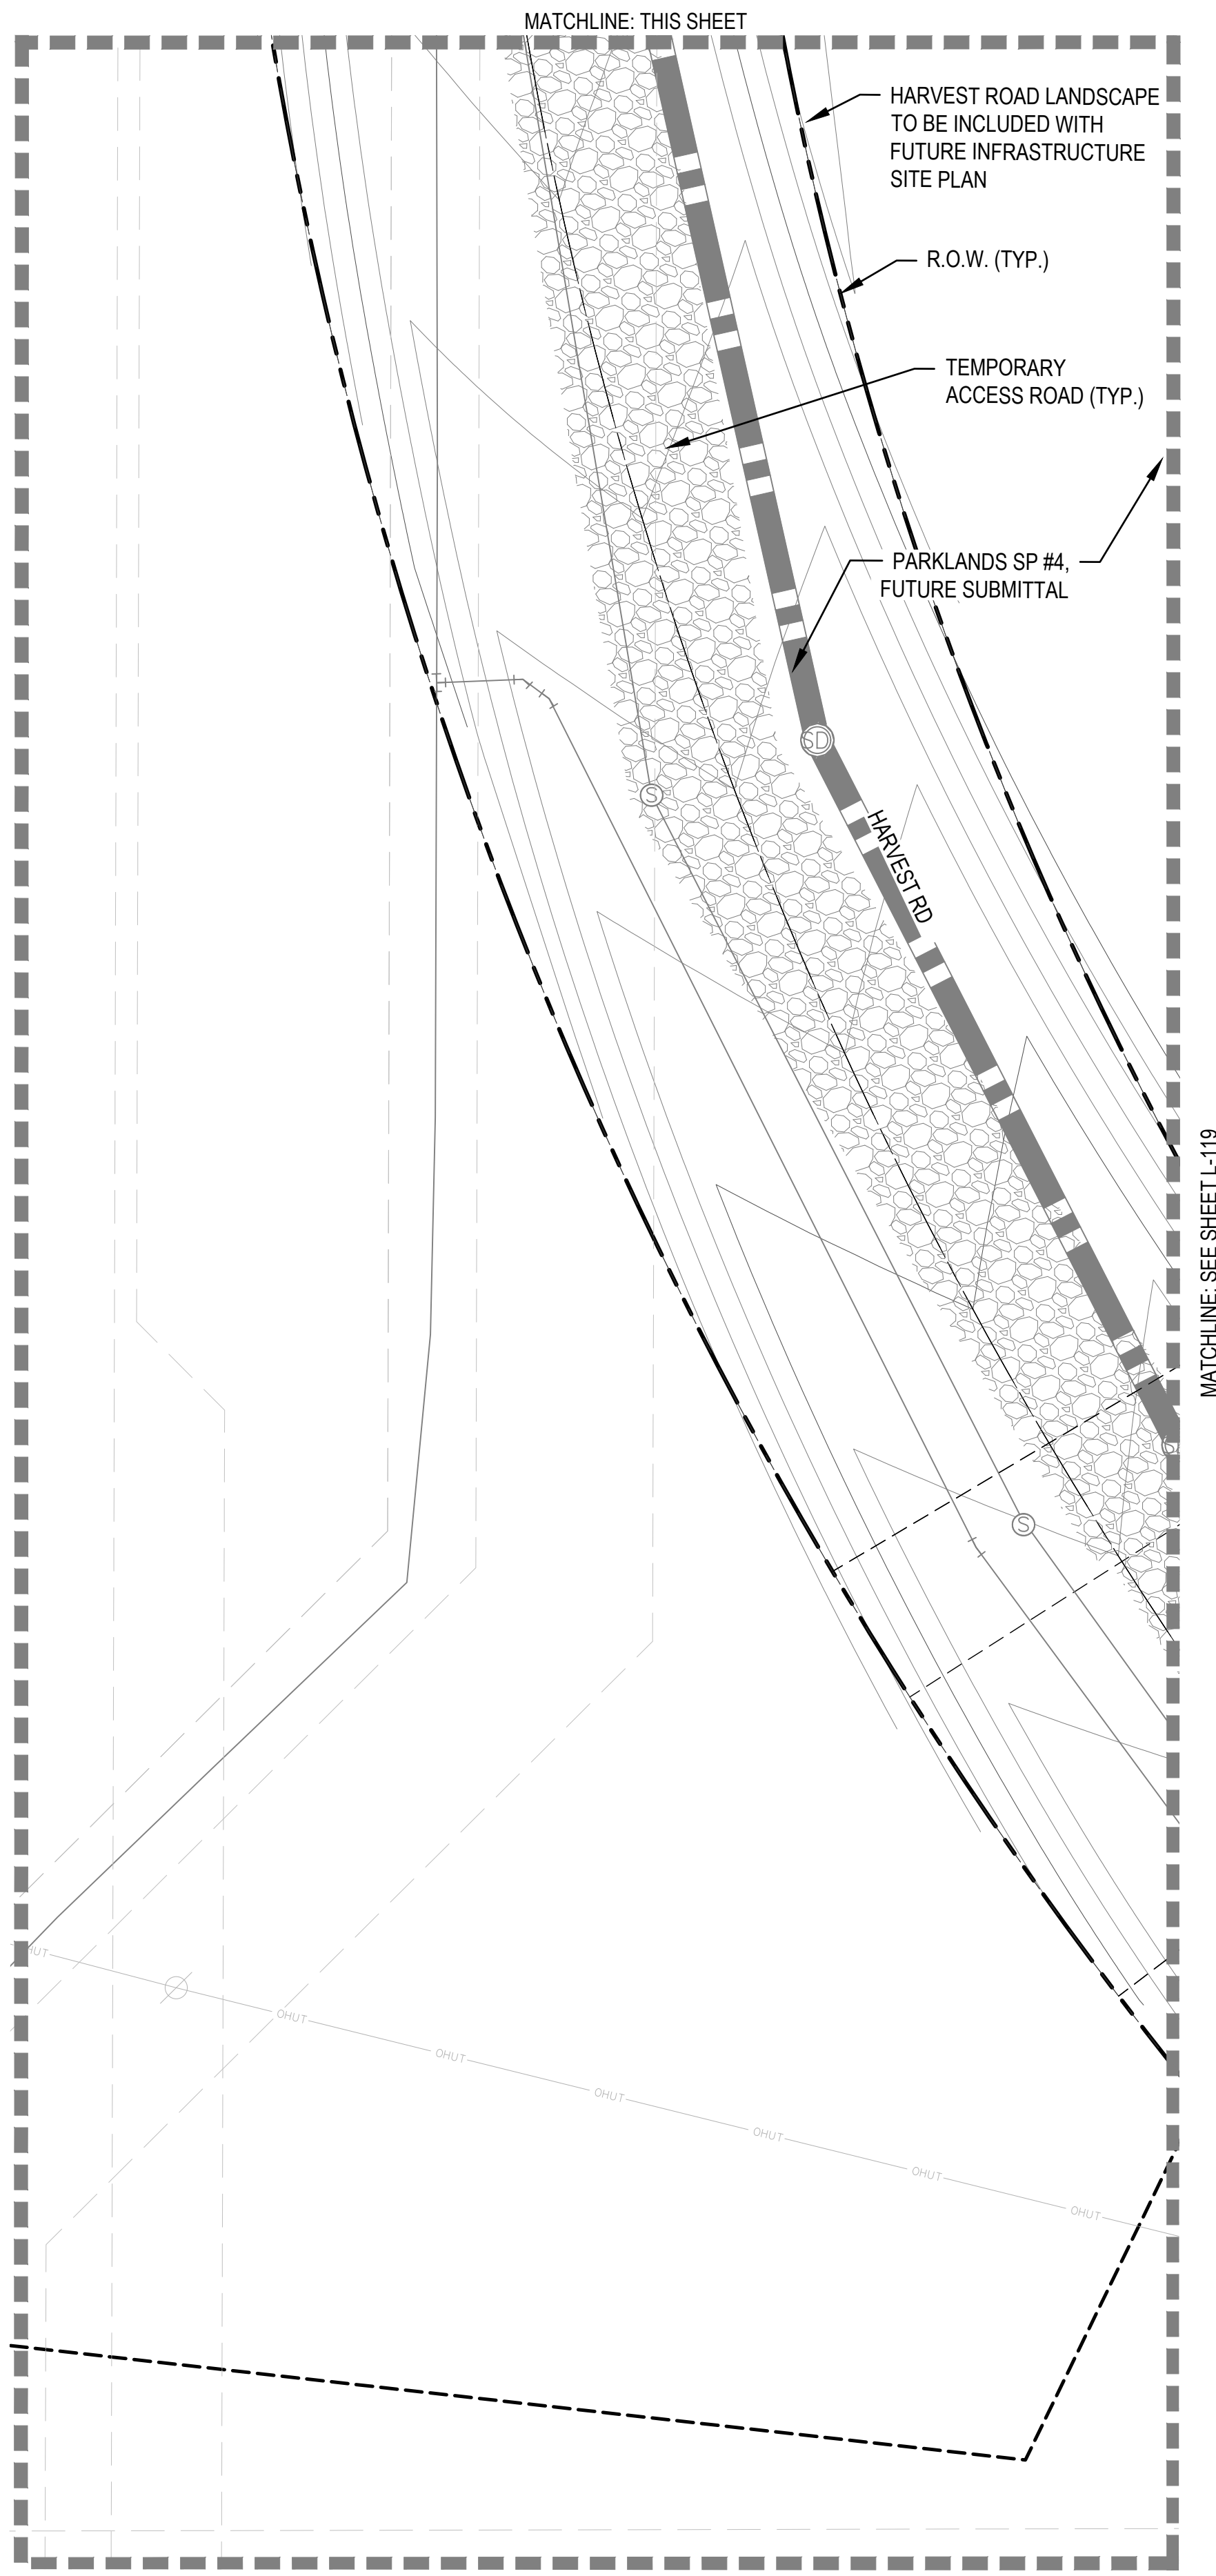 MATCHLINE: THIS SHEET
HARVEST ROAD LANDSCAPE
TO BE INCLUDED WITH
FUTURE INFRASTRUCTURE
SITE PLAN
R.O.W. (TYP.)
TEMPORARY
ACCESS ROAD (TYP.)
PARKLANDS SP #4,
FUTURE SUBMITTAL
SD
S
HARVEST RD
MATCHLINE: SEE SHEET L-119
S
OHUT
OHUT
OHUT
OHUT
OHUT
OHUT